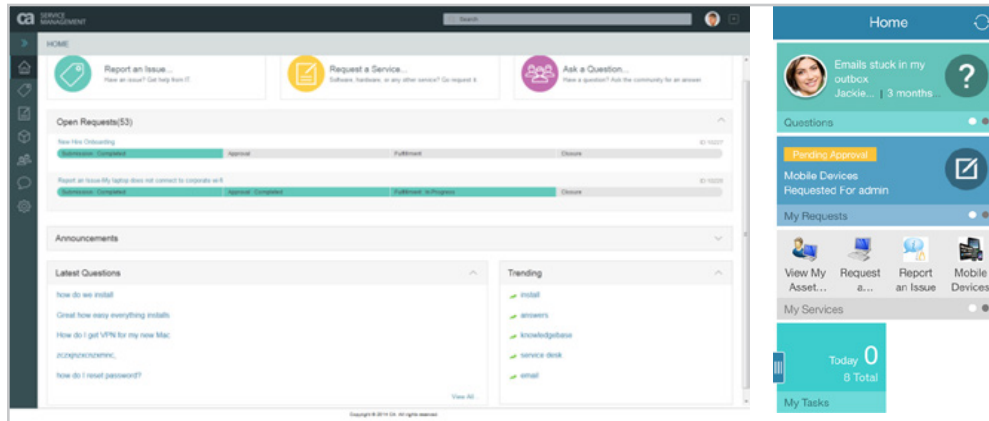 ca SERVICE MANAGEMENT
Search
HOME
Report an Issue...
Have an issue? Get help from IT
Request a Service...
Software, hardware, or any other service? Go request it
Ask a Question...
Have a question? Ask the community for an answer
Open Requests(53)
New Hire Onboarding
Submission : Completed Approval Fulfillment Closure
Report an Issue-My laptop does not connect to corporate wi-fi
Submission : Completed Approval : Completed Fulfillment : In Progress Closure
Announcements
Latest Questions
how do we install
Great how easy everything installs
How do I get VPN for my new Mac
how do I reset password?
View All...
Trending
install
answers
knowledgebase
service desk
email
Copyright © 2014 CA. All rights reserved.
Home
Emails stuck in my
outbox
Jackie... | 3 months...
?
Questions
Pending Approval
Mobile Devices
Requested For admin
My Requests
View My Asset...
Request a...
Report an Issue
Mobile Devices
My Services
Today 0
8 Total
My Tasks